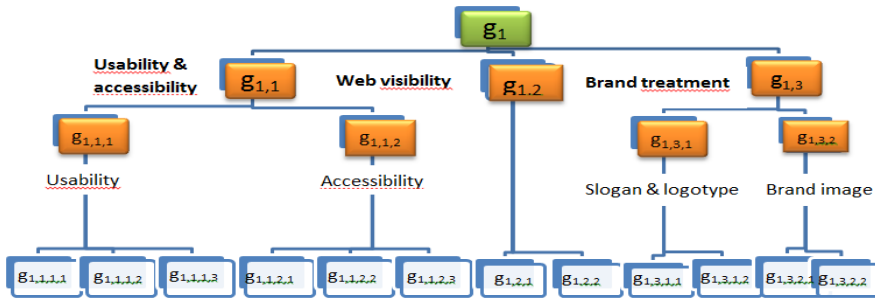 g1
Usability &
accessibility
g1,1
Web visibility
g1.2
Brand treatment
g1,3
g1,1,1
g1,1,2
g1,3,1
g1,3,2
Usability
Accessibility
Slogan & logotype
Brand image
g1,1,1,1
g1,1,1,2
g1,1,1,3
g1,1,2,1
g1,1,2,2
g1,1,2,3
g1,2,1
g1,2,2
g1,3,1,1
g1,3,1,2
g1,3,2,1
g1,3,2,2